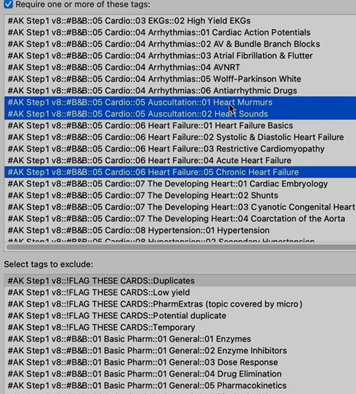 Require one or more of these tags:
#AK Step1 v8::#B&B::05 Cardio::03 EKGs::02 High Yield EKGs
#AK Step1 v8::#B&B::05 Cardio::04 Arrhythmias::01 Cardiac Action Potentials
#AK Step1 v8::#B&B::05 Cardio::04 Arrhythmias::02 AV & Bundle Branch Blocks
#AK Step1 v8::#B&B::05 Cardio::04 Arrhythmias::03 Atrial Fibrillation & Flutter
#AK Step1 v8::#B&B::05 Cardio::04 Arrhythmias::04 AVNRT
#AK Step1 v8::#B&B::05 Cardio::04 Arrhythmias::05 Wolff-Parkinson White
#AK Step1 v8::#B&B::05 Cardio::04 Arrhythmias::06 Antiarrhythmic Drugs
#AK Step1 v8::#B&B::05 Cardio::05 Auscultation::01 Heart Murmurs
#AK Step1 v8::#B&B::05 Cardio::05 Auscultation::02 Heart Sounds
#AK Step1 v8::#B&B::05 Cardio::06 Heart Failure::01 Heart Failure Basics
#AK Step1 v8::#B&B::05 Cardio::06 Heart Failure::02 Systolic & Diastolic Heart Failure
#AK Step1 v8::#B&B::05 Cardio::06 Heart Failure::03 Restrictive Cardiomyopathy
#AK Step1 v8::#B&B::05 Cardio::06 Heart Failure::04 Acute Heart Failure
#AK Step1 v8::#B&B::05 Cardio::06 Heart Failure::05 Chronic Heart Failure
#AK Step1 v8::#B&B::05 Cardio::07 The Developing Heart::01 Cardiac Embryology
#AK Step1 v8::#B&B::05 Cardio::07 The Developing Heart::02 Shunts
#AK Step1 v8::#B&B::05 Cardio::07 The Developing Heart::03 Cyanotic Congenital Heart
#AK Step1 v8::#B&B::05 Cardio::07 The Developing Heart::04 Coarctation of the Aorta
#AK Step1 v8::#B&B::05 Cardio::08 Hypertension::01 Hypertension
#AK Step1 v8::#B&B::05 Cardio::08 Hypertension::02 Secondary Hypertension
Select tags to exclude:
#AK Step1 v8::!FLAG THESE CARDS::Duplicates
#AK Step1 v8::!FLAG THESE CARDS::Low yield
#AK Step1 v8::!FLAG THESE CARDS::PharmExtras (topic covered by micro)
#AK Step1 v8::!FLAG THESE CARDS::Potential duplicate
#AK Step1 v8::!FLAG THESE CARDS::Temporary
#AK Step1 v8::#B&B::01 Basic Pharm::01 General::01 Enzymes
#AK Step1 v8::#B&B::01 Basic Pharm::01 General::02 Enzyme Inhibitors
#AK Step1 v8::#B&B::01 Basic Pharm::01 General::03 Dose Response
#AK Step1 v8::#B&B::01 Basic Pharm::01 General::04 Drug Elimination
#AK Step1 v8::#B&B::01 Basic Pharm::01 General::05 Pharmacokinetics